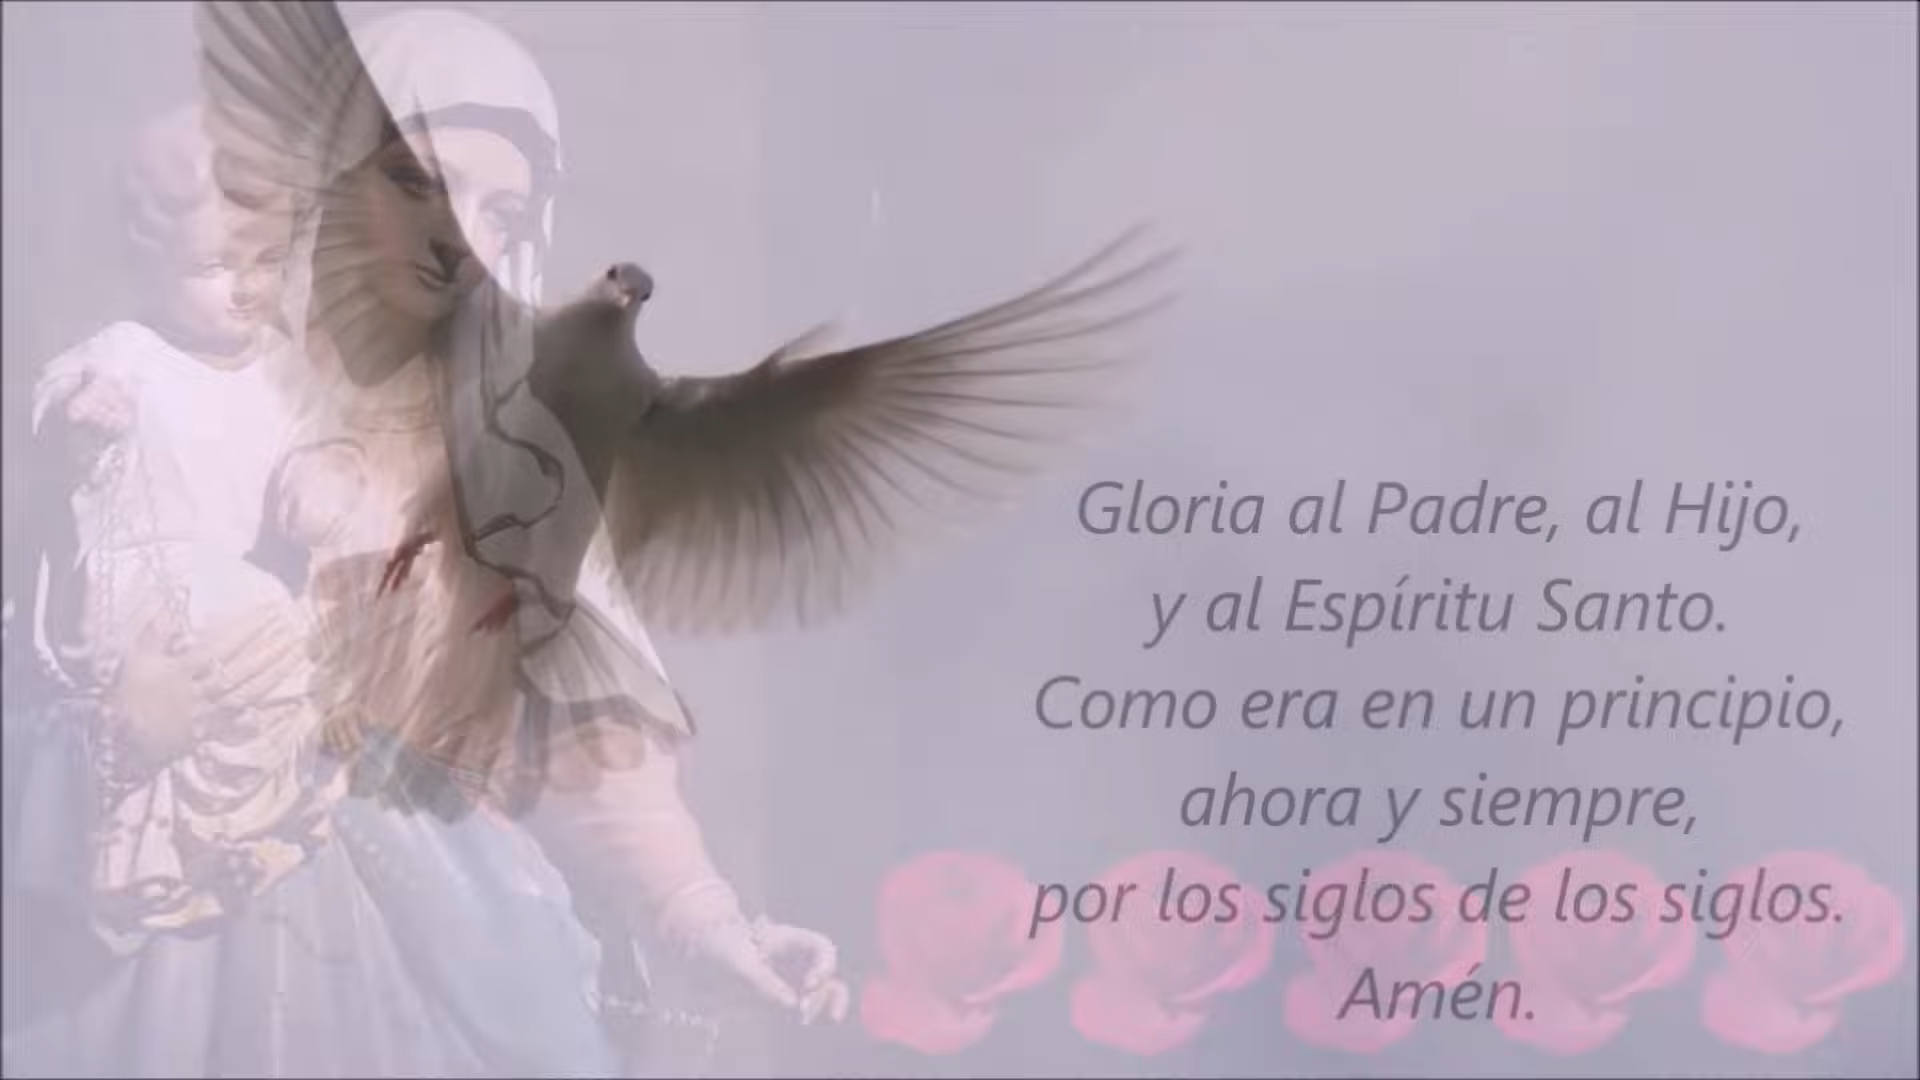 Gloria al Padre, al Hijo,
y al Espíritu Santo.
Como era en un principio,
ahora y siempre,
por los siglos de los siglos.
Amén.